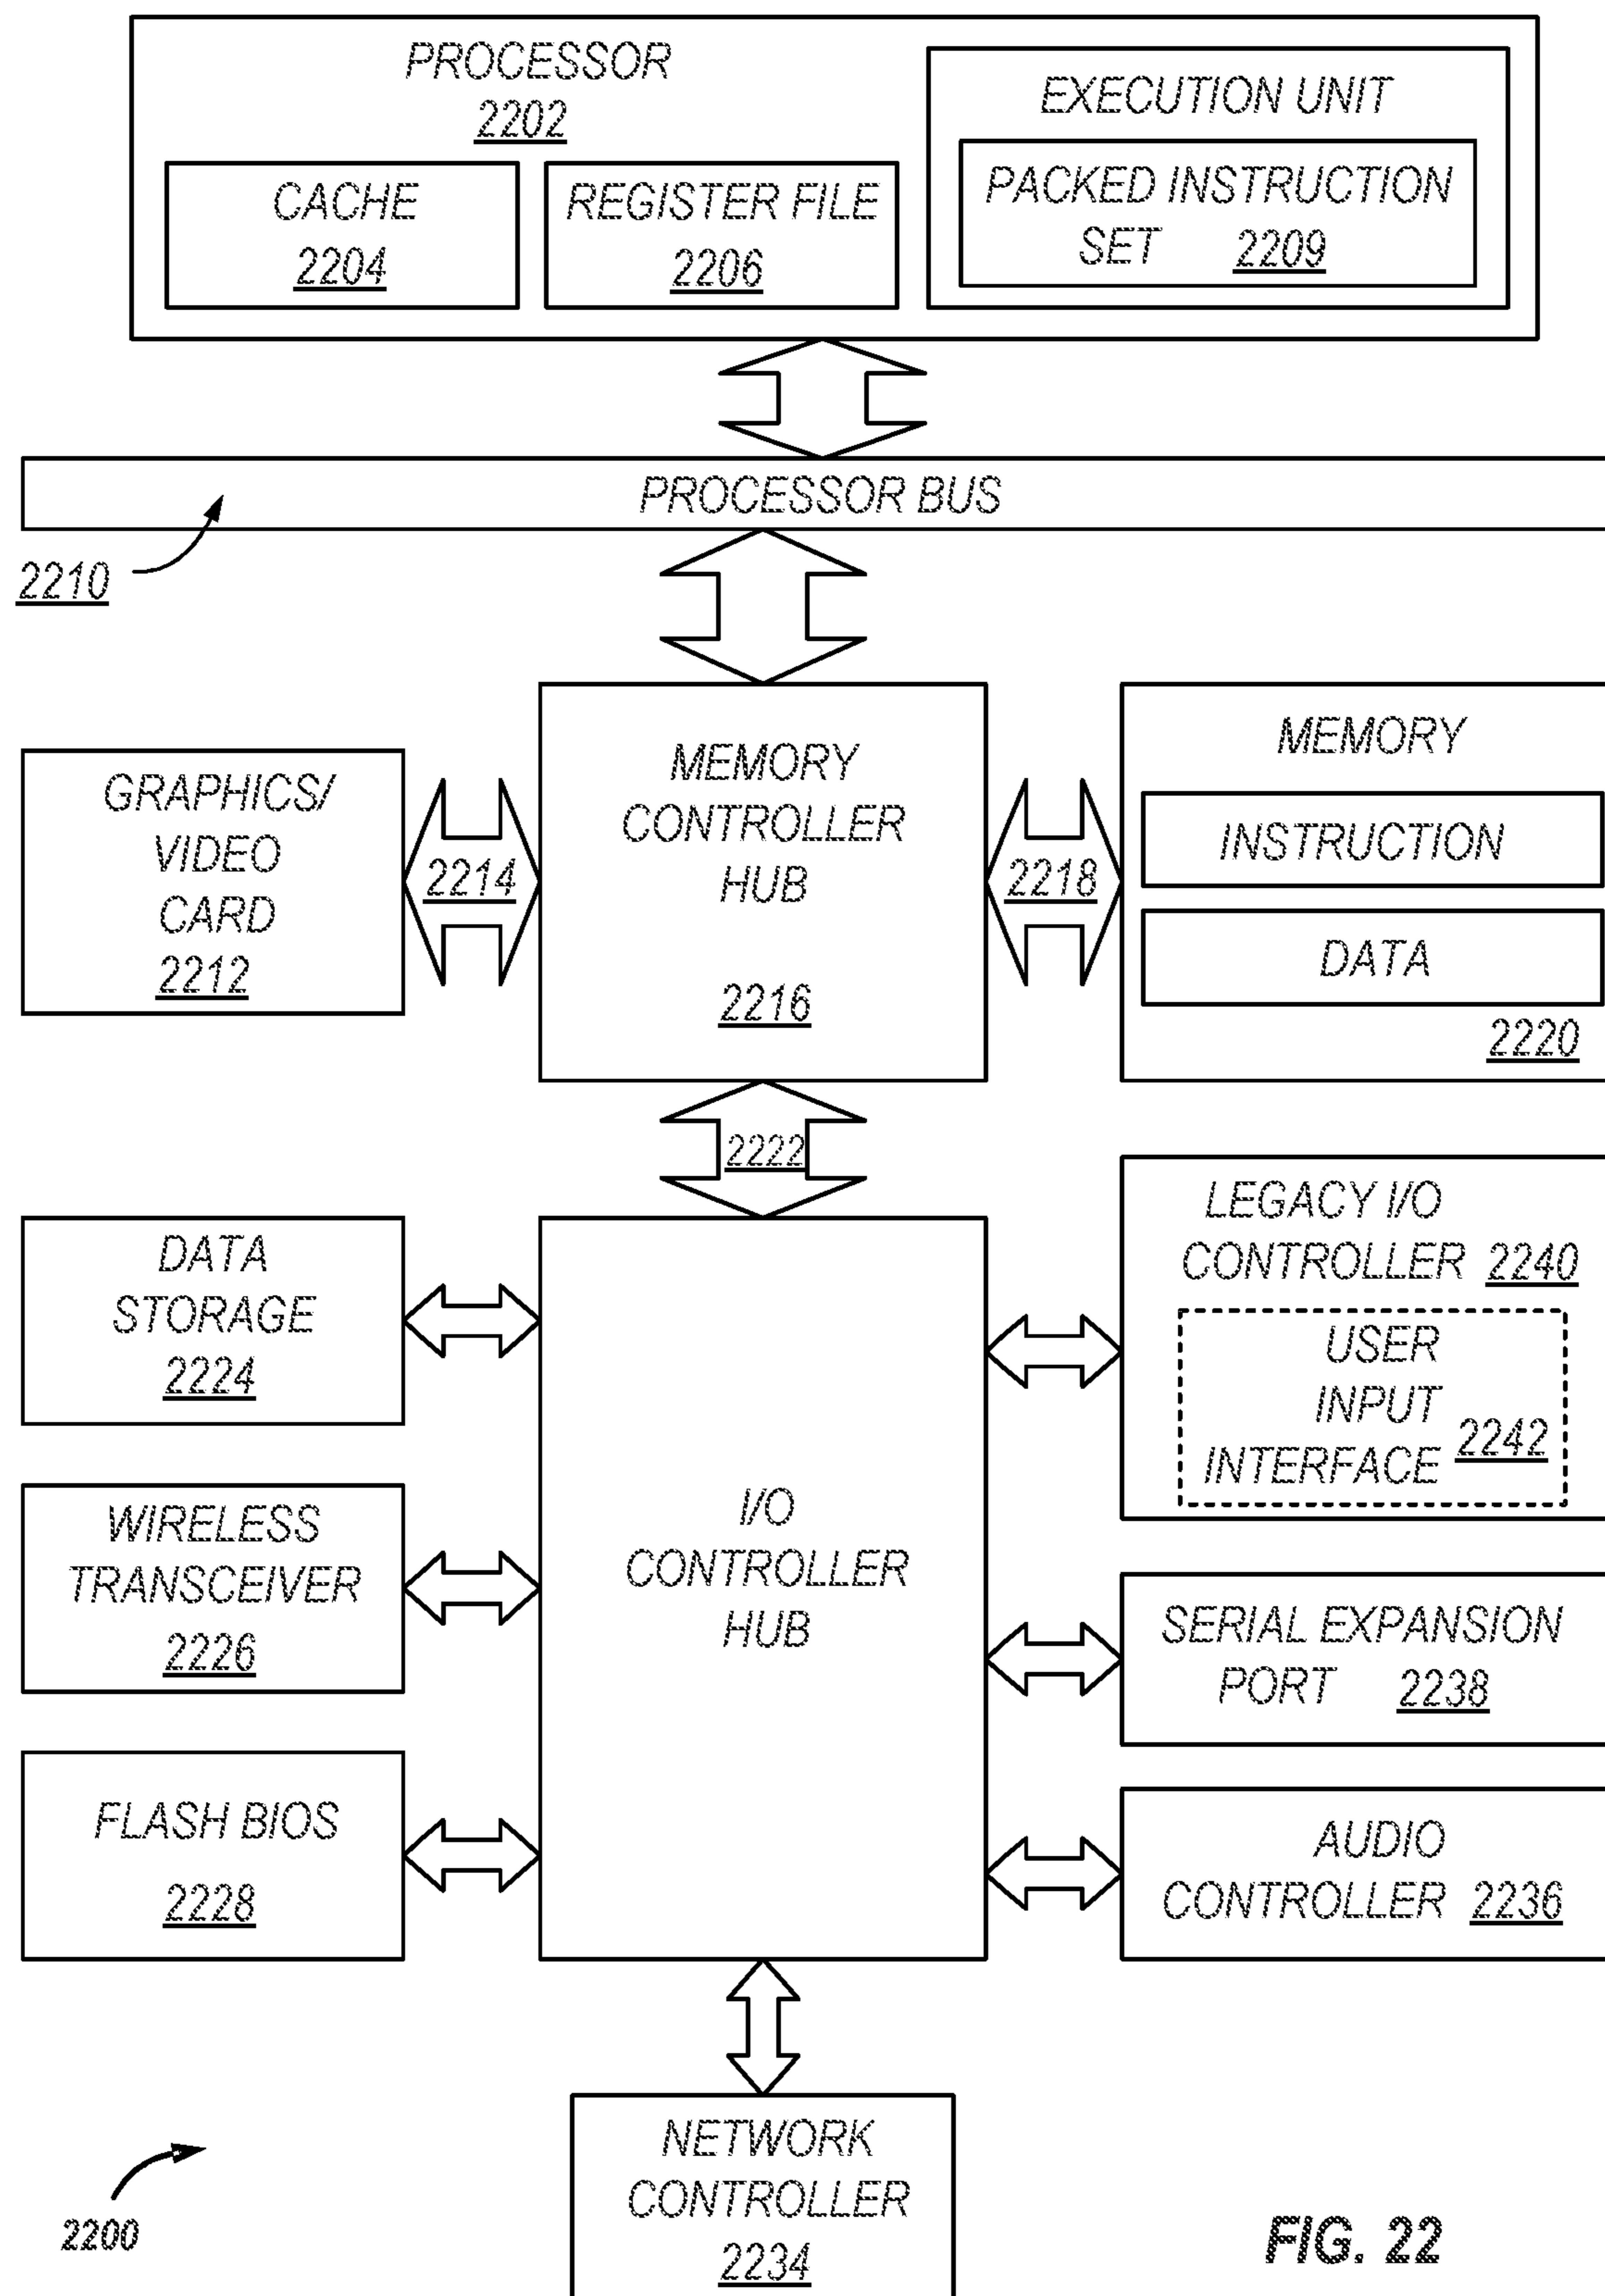 PROCESSOR
2202
CACHE
2204
REGISTER FILE
2206
EXECUTION UNIT
PACKED INSTRUCTION
SET 2209
PROCESSOR BUS
2210
GRAPHICS/
VIDEO
CARD
2212
2214
MEMORY
CONTROLLER
HUB
2216
2218
MEMORY
INSTRUCTION
DATA
2220
2222
DATA
STORAGE
2224
WIRELESS
TRANSCEIVER
2226
FLASH BIOS
2228
I/O
CONTROLLER
HUB
LEGACY I/O
CONTROLLER 2240
USER
INPUT
INTERFACE 2242
SERIAL EXPANSION
PORT 2238
AUDIO
CONTROLLER 2236
NETWORK
CONTROLLER
2234
2200
FIG. 22